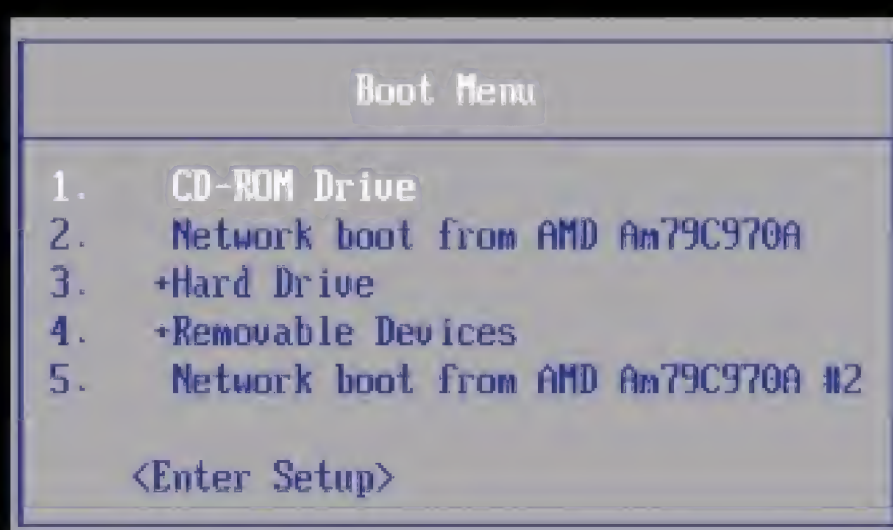 Boot Menu
1. CD-ROM Drive
2. Network boot from AMD Am79C970A
3. +Hard Drive
4. +Removable Devices
5. Network boot from AMD Am79C970A #2
<Enter Setup>